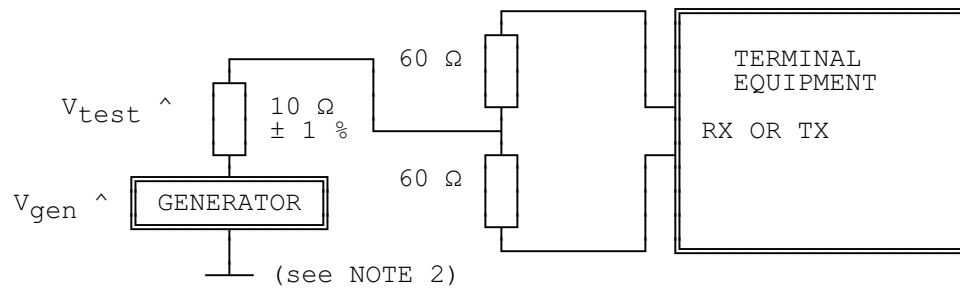 60 Ω
TERMINAL
EQUIPMENT
Vtest ^
10 Ω
± 1 %
RX OR TX
60 Ω
Vgen ^
GENERATOR
(see NOTE 2)